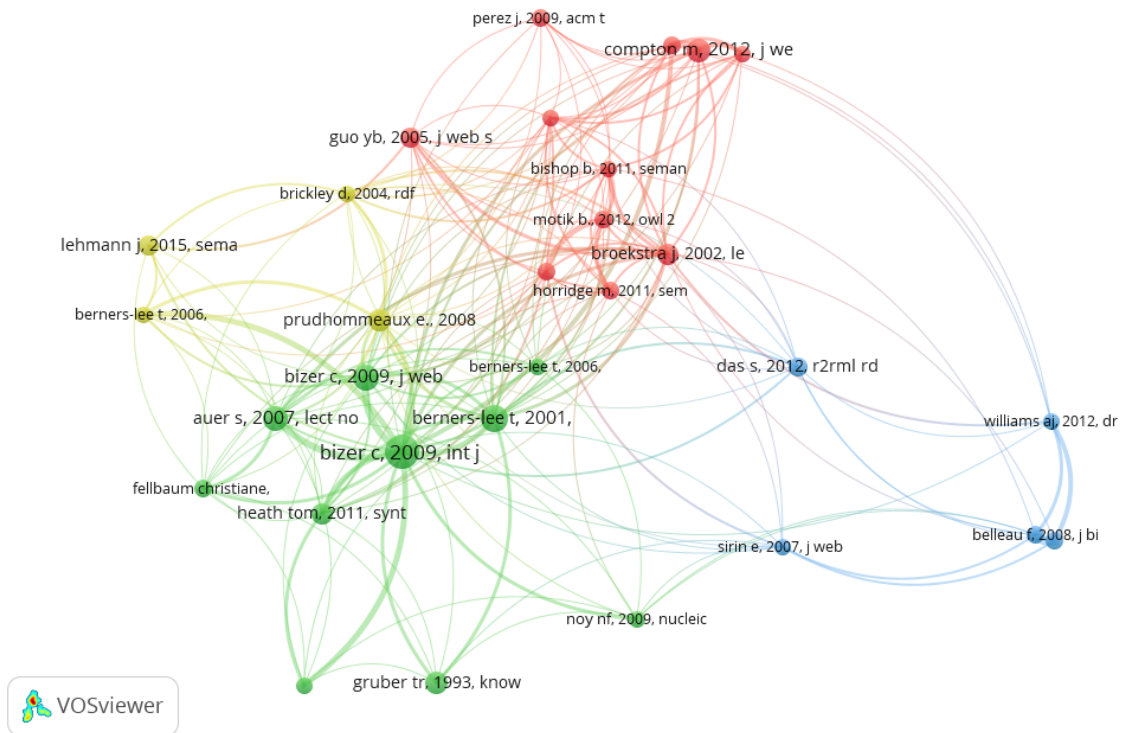 perez j, 2009, acm t
compton m, 2012, j we
guo yb, 2005, j web s
bishop b, 2011, seman
brickley d, 2004, rdf
motik b., 2012, owl 2
lehmann j, 2015, sema
broekstra j, 2002, le
horridge m, 2011, sem
berners-lee t, 2006,
prudhommeaux e., 2008
berners-lee t, 2006,
das s, 2012, r2rml rd
bizer c, 2009, j web
auer s, 2007, lect no
berners-lee t, 2001,
williams aj, 2012, dr
bizer c, 2009, int j
fellbaum christiane,
heath tom, 2011, synt
belleau f, 2008, j bi
sirin e, 2007, j web
noy nf, 2009, nucleic
gruber tr, 1993, know
VOSviewer